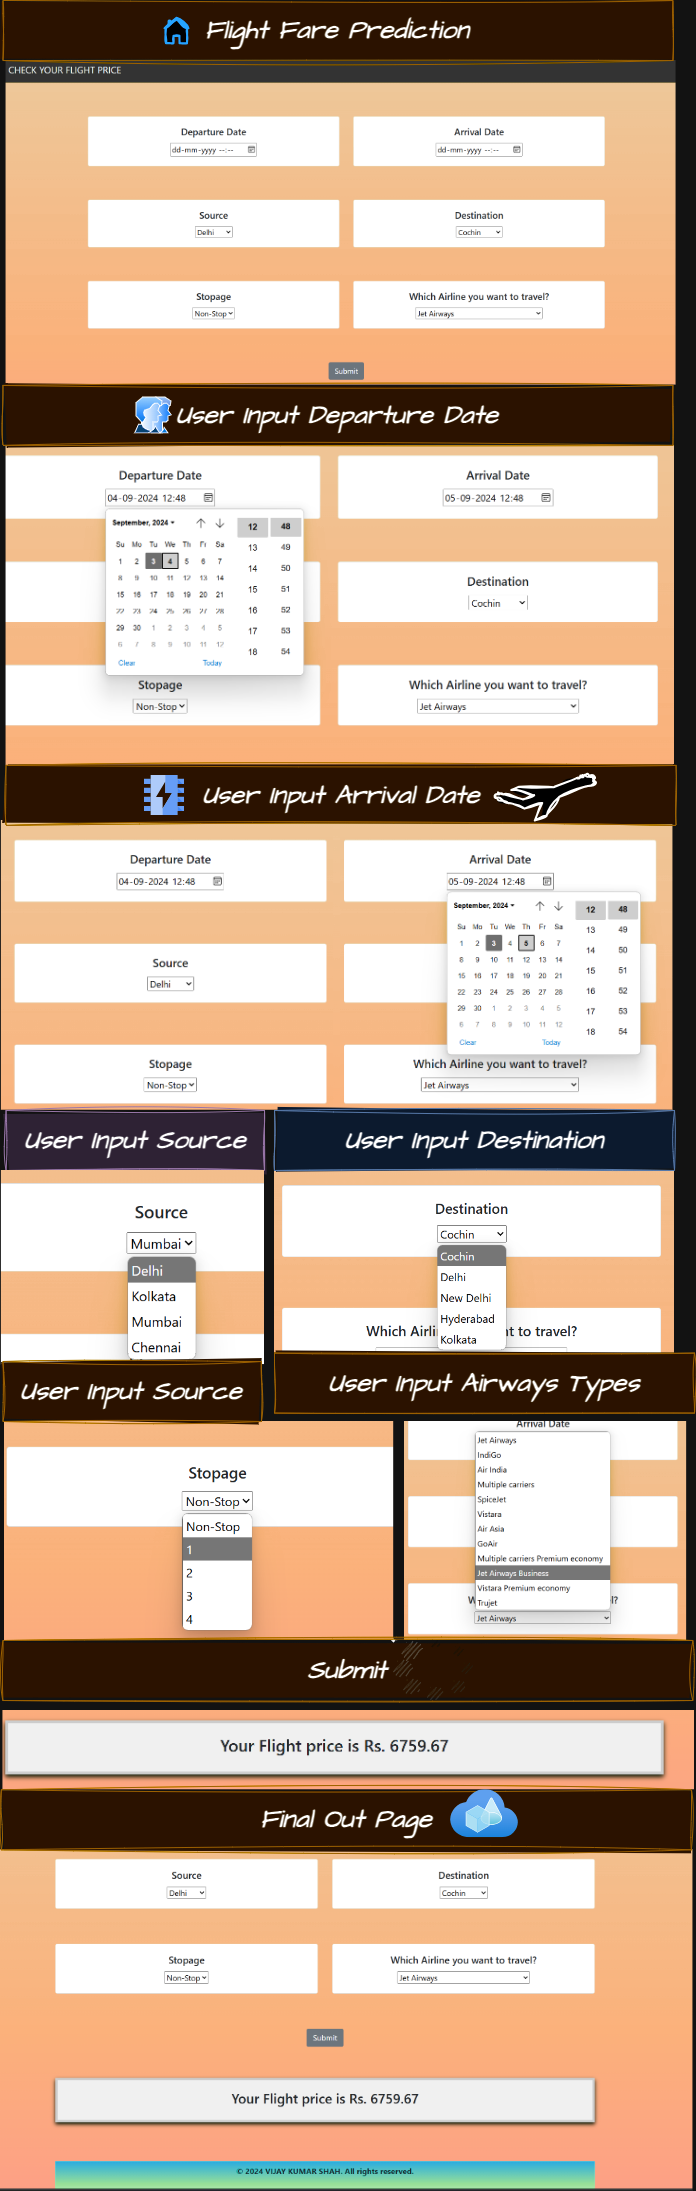 Flight Fare Prediction
CHECK YOUR FLIGHT PRICE
Departure Date
dd-mm-yyyy --:--
Arrival Date
dd-mm-yyyy --:--
Source
Delhi
Destination
Cochin
Stopage
Non-Stop
Which Airline you want to travel?
Jet Airways
Submit
User Input Departure Date
Departure Date
04-09-2024 12:48
Arrival Date
05-09-2024 12:48
September, 2024
12 48
Su Mo Tu We Th Fr Sa
13 49
1 2 3 4 5 6 7
14 50
8 9 10 11 12 13 14
15 51
15 16 17 18 19 20 21
16 52
22 23 24 25 26 27 28
17 53
29 30 1 2 3 4 5
18 54
6 7 8 9 10 11 12
Clear Today
Destination
Cochin
Stopage
Non-Stop
Which Airline you want to travel?
Jet Airways
User Input Arrival Date
Departure Date
04-09-2024 12:48
Arrival Date
05-09-2024 12:48
September, 2024
12 48
Su Mo Tu We Th Fr Sa
13 49
1 2 3 4 5 6 7
14 50
8 9 10 11 12 13 14
15 51
15 16 17 18 19 20 21
16 52
22 23 24 25 26 27 28
17 53
29 30 1 2 3 4 5
18 54
6 7 8 9 10 11 12
Clear Today
Source
Delhi
Stopage
Non-Stop
Which Airline you want to travel?
Jet Airways
User Input Source
User Input Destination
Source
Mumbai
Delhi
Kolkata
Mumbai
Chennai
Destination
Cochin
Cochin
Delhi
New Delhi
Hyderabad
Kolkata
Which Airli nt to travel?
User Input Source
User Input Airways Types
Stopage
Non-Stop
Non-Stop
1
2
3
4
Arrival Date
Jet Airways
IndiGo
Air India
Multiple carriers
SpiceJet
Vistara
Air Asia
GoAir
Multiple carriers Premium economy
Jet Airways Business
Vistara Premium economy
Trujet
W l?
Jet Airways
Submit
Your Flight price is Rs. 6759.67
Final Out Page
Source
Delhi
Destination
Cochin
Stopage
Non-Stop
Which Airline you want to travel?
Jet Airways
Submit
Your Flight price is Rs. 6759.67
© 2024 VIJAY KUMAR SHAH. All rights reserved.